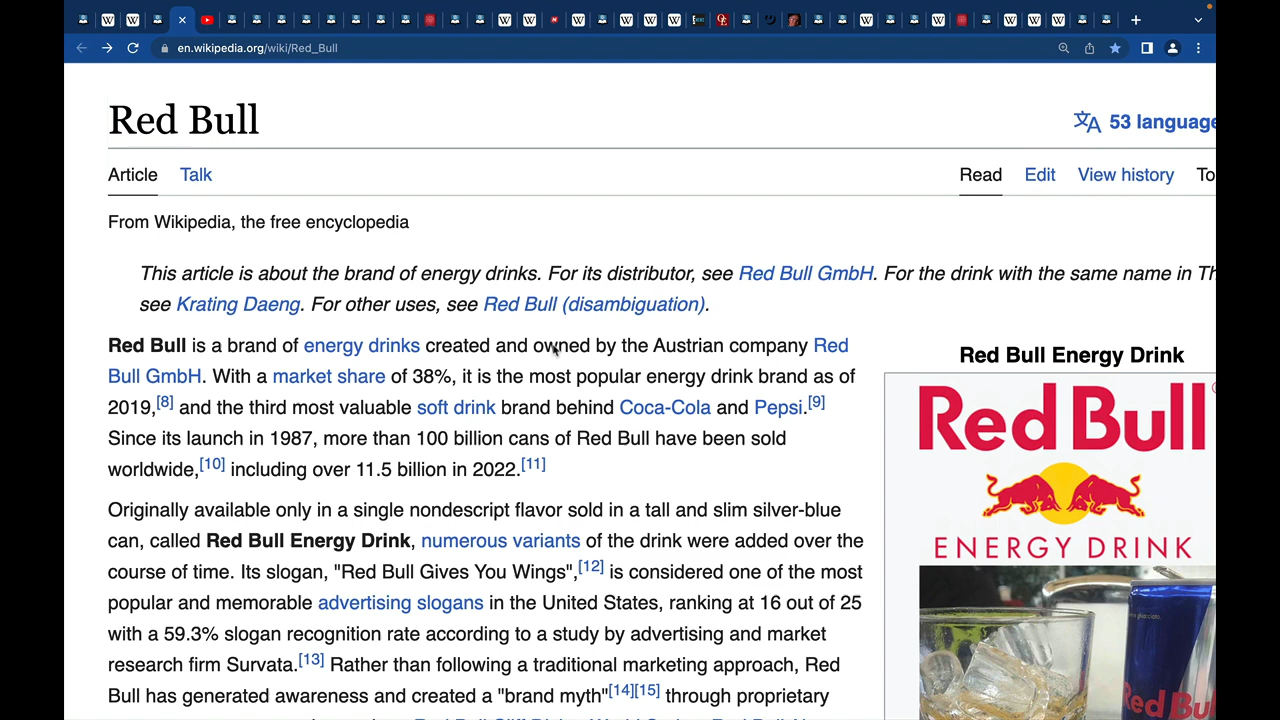 en.wikipedia.org/wiki/Red_Bull
Red Bull
53 language
Article Talk
Read Edit View history To
From Wikipedia, the free encyclopedia
This article is about the brand of energy drinks. For its distributor, see Red Bull GmbH. For the drink with the same name in Th
see Krating Daeng. For other uses, see Red Bull (disambiguation).
Red Bull is a brand of energy drinks created and owned by the Austrian company Red
Bull GmbH. With a market share of 38%, it is the most popular energy drink brand as of
2019,[8] and the third most valuable soft drink brand behind Coca-Cola and Pepsi.[9]
Since its launch in 1987, more than 100 billion cans of Red Bull have been sold
worldwide,[10] including over 11.5 billion in 2022.[11]
Originally available only in a single nondescript flavor sold in a tall and slim silver-blue
can, called Red Bull Energy Drink, numerous variants of the drink were added over the
course of time. Its slogan, "Red Bull Gives You Wings",[12] is considered one of the most
popular and memorable advertising slogans in the United States, ranking at 16 out of 25
with a 59.3% slogan recognition rate according to a study by advertising and market
research firm Survata.[13] Rather than following a traditional marketing approach, Red
Bull has generated awareness and created a "brand myth"[14][15] through proprietary
Red Bull Energy Drink
Red Bull
ENERGY DRINK
Red Bu